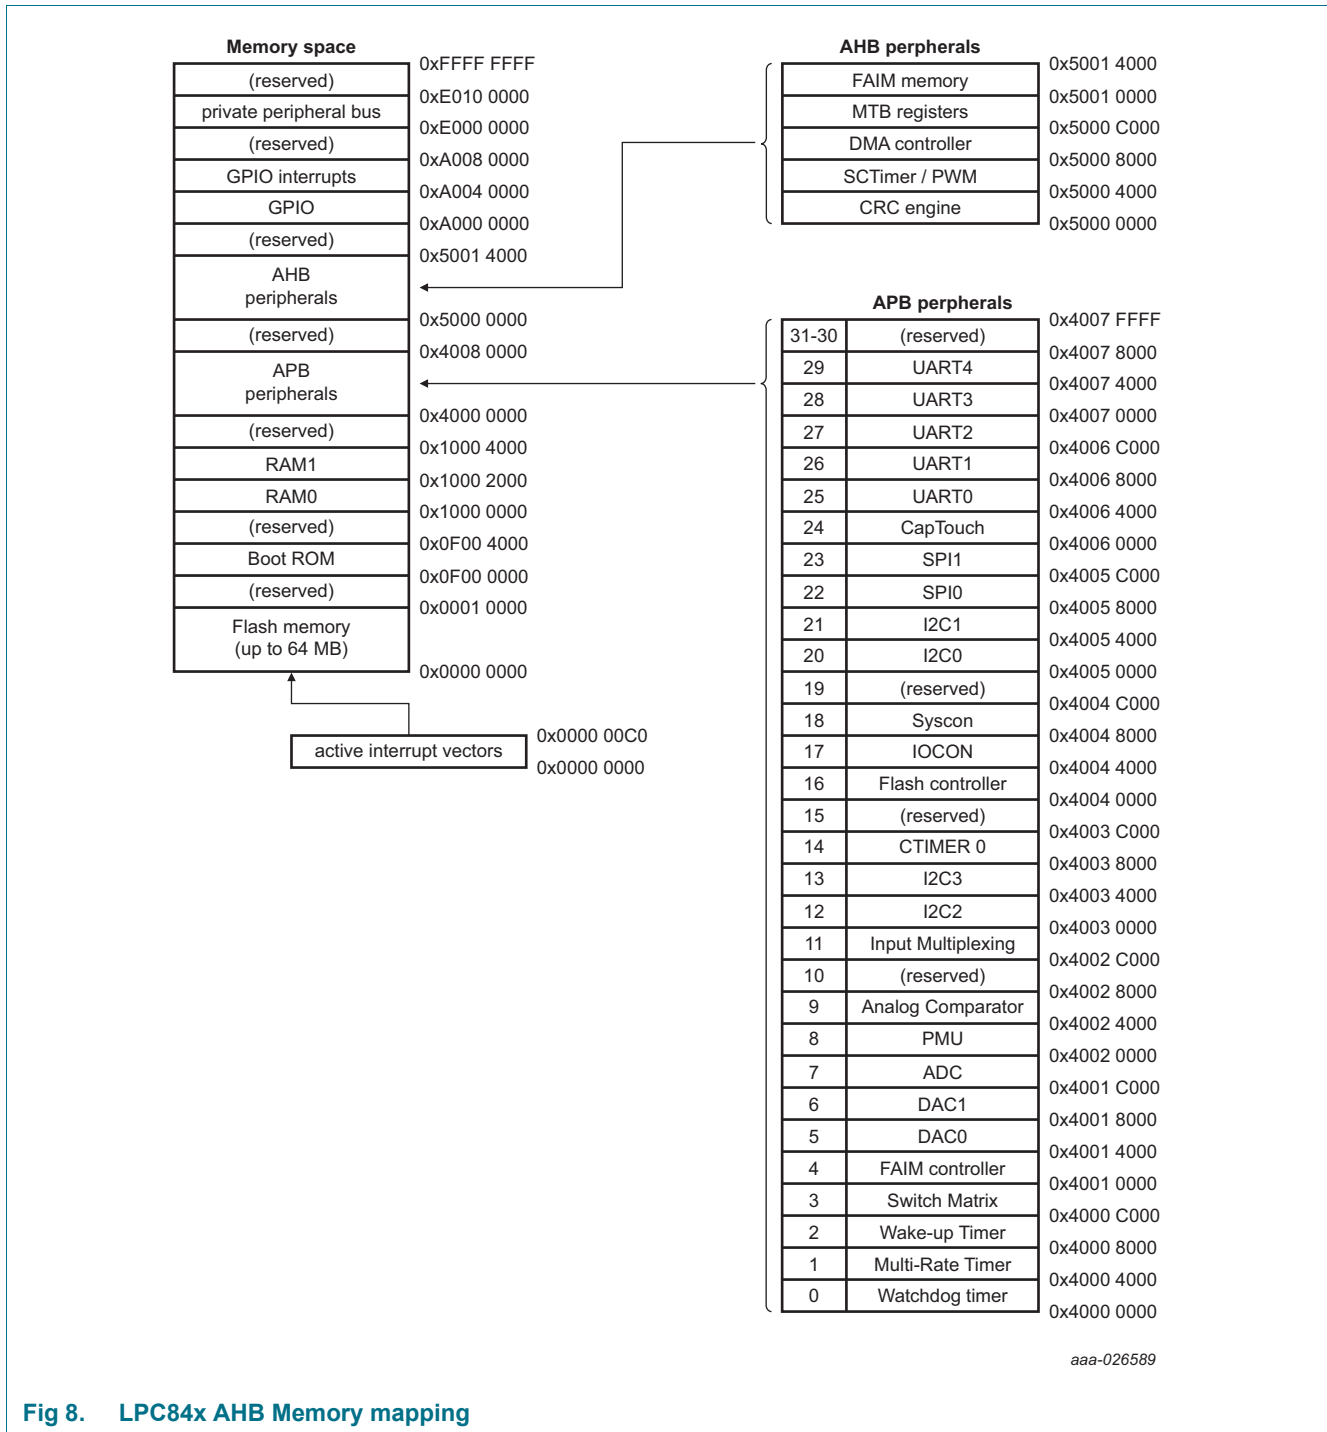 Memory space
0xFFFF FFFF
(reserved)
0xE010 0000
private peripheral bus
0xE000 0000
(reserved)
0xA008 0000
GPIO interrupts
0xA004 0000
GPIO
0xA000 0000
(reserved)
0x5001 4000
AHB
peripherals
0x5000 0000
(reserved)
0x4008 0000
APB
peripherals
0x4000 0000
(reserved)
0x1000 4000
RAM1
0x1000 2000
RAM0
0x1000 0000
(reserved)
0x0F00 4000
Boot ROM
0x0F00 0000
(reserved)
0x0001 0000
Flash memory
(up to 64 MB)
0x0000 0000
0x0000 00C0
active interrupt vectors
0x0000 0000
AHB perpherals
0x5001 4000
FAIM memory
0x5001 0000
MTB registers
0x5000 C000
DMA controller
0x5000 8000
SCTimer / PWM
0x5000 4000
CRC engine
0x5000 0000
APB perpherals
0x4007 FFFF
31-30 (reserved)
0x4007 8000
29 UART4
0x4007 4000
28 UART3
0x4007 0000
27 UART2
0x4006 C000
26 UART1
0x4006 8000
25 UART0
0x4006 4000
24 CapTouch
0x4006 0000
23 SPI1
0x4005 C000
22 SPI0
0x4005 8000
21 I2C1
0x4005 4000
20 I2C0
0x4005 0000
19 (reserved)
0x4004 C000
18 Syscon
0x4004 8000
17 IOCON
0x4004 4000
16 Flash controller
0x4004 0000
15 (reserved)
0x4003 C000
14 CTIMER 0
0x4003 8000
13 I2C3
0x4003 4000
12 I2C2
0x4003 0000
11 Input Multiplexing
0x4002 C000
10 (reserved)
0x4002 8000
9 Analog Comparator
0x4002 4000
8 PMU
0x4002 0000
7 ADC
0x4001 C000
6 DAC1
0x4001 8000
5 DAC0
0x4001 4000
4 FAIM controller
0x4001 0000
3 Switch Matrix
0x4000 C000
2 Wake-up Timer
0x4000 8000
1 Multi-Rate Timer
0x4000 4000
0 Watchdog timer
0x4000 0000
aaa-026589
Fig 8. LPC84x AHB Memory mapping